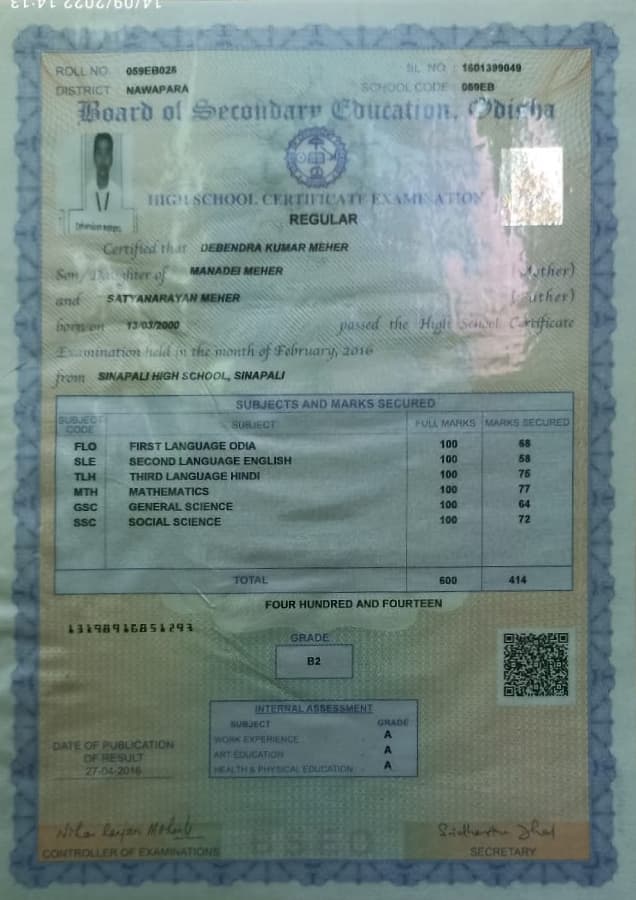 14/09/2022 14:13
ROLL NO 059EB026 SL NO : 1601399049
DISTRICT NAWAPARA SCHOOL CODE 059EB
Board of Secondary Education, Odisha
HIGH SCHOOL CERTIFICATE EXAMINATION
REGULAR
Certified that DEBENDRA KUMAR MEHER
Son/Daughter of MANADEI MEHER (Mother)
and SATYANARAYAN MEHER (Father)
born on 13/03/2000 passed the High School Certificate
Examination held in the month of February, 2016
from SINAPALI HIGH SCHOOL, SINAPALI
SUBJECTS AND MARKS SECURED
SUBJECT CODE SUBJECT FULL MARKS MARKS SECURED
FLO FIRST LANGUAGE ODIA 100 68
SLE SECOND LANGUAGE ENGLISH 100 58
TLH THIRD LANGUAGE HINDI 100 75
MTH MATHEMATICS 100 77
GSC GENERAL SCIENCE 100 64
SSC SOCIAL SCIENCE 100 72
TOTAL 600 414
FOUR HUNDRED AND FOURTEEN
13198916851293
GRADE
B2
INTERNAL ASSESSMENT
SUBJECT GRADE
WORK EXPERIENCE : A
ART EDUCATION : A
HEALTH & PHYSICAL EDUCATION : A
DATE OF PUBLICATION
OF RESULT
27-04-2016
CONTROLLER OF EXAMINATIONS SECRETARY
BSEO